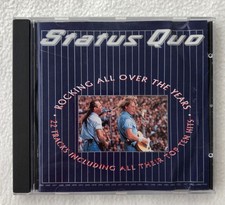 Status Quo
• ROCKING ALL OVER THE YEARS •
22 TRACKS INCLUDING ALL THEIR TOP TEN HITS